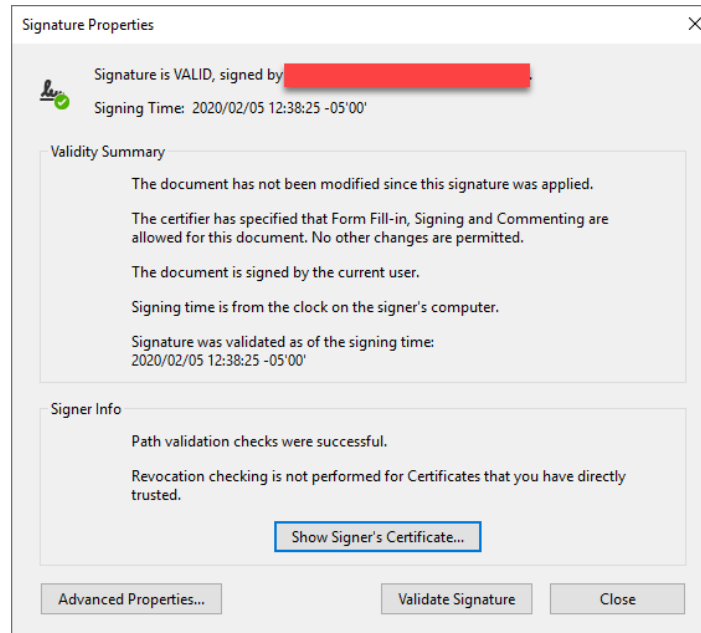 Signature Properties
Signature is VALID, signed by
Signing Time: 2020/02/05 12:38:25 -05'00'
Validity Summary
The document has not been modified since this signature was applied.
The certifier has specified that Form Fill-in, Signing and Commenting are
allowed for this document. No other changes are permitted.
The document is signed by the current user.
Signing time is from the clock on the signer's computer.
Signature was validated as of the signing time:
2020/02/05 12:38:25 -05'00'
Signer Info
Path validation checks were successful.
Revocation checking is not performed for Certificates that you have directly
trusted.
Show Signer's Certificate...
Advanced Properties...
Validate Signature
Close